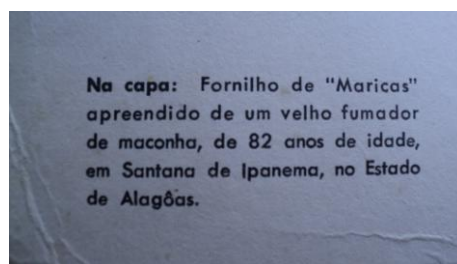 Na capa: Fornilho de "Maricas"
apreendido de um velho fumador
de maconha, de 82 anos de idade,
em Santana de Ipanema, no Estado
de Alagôas.